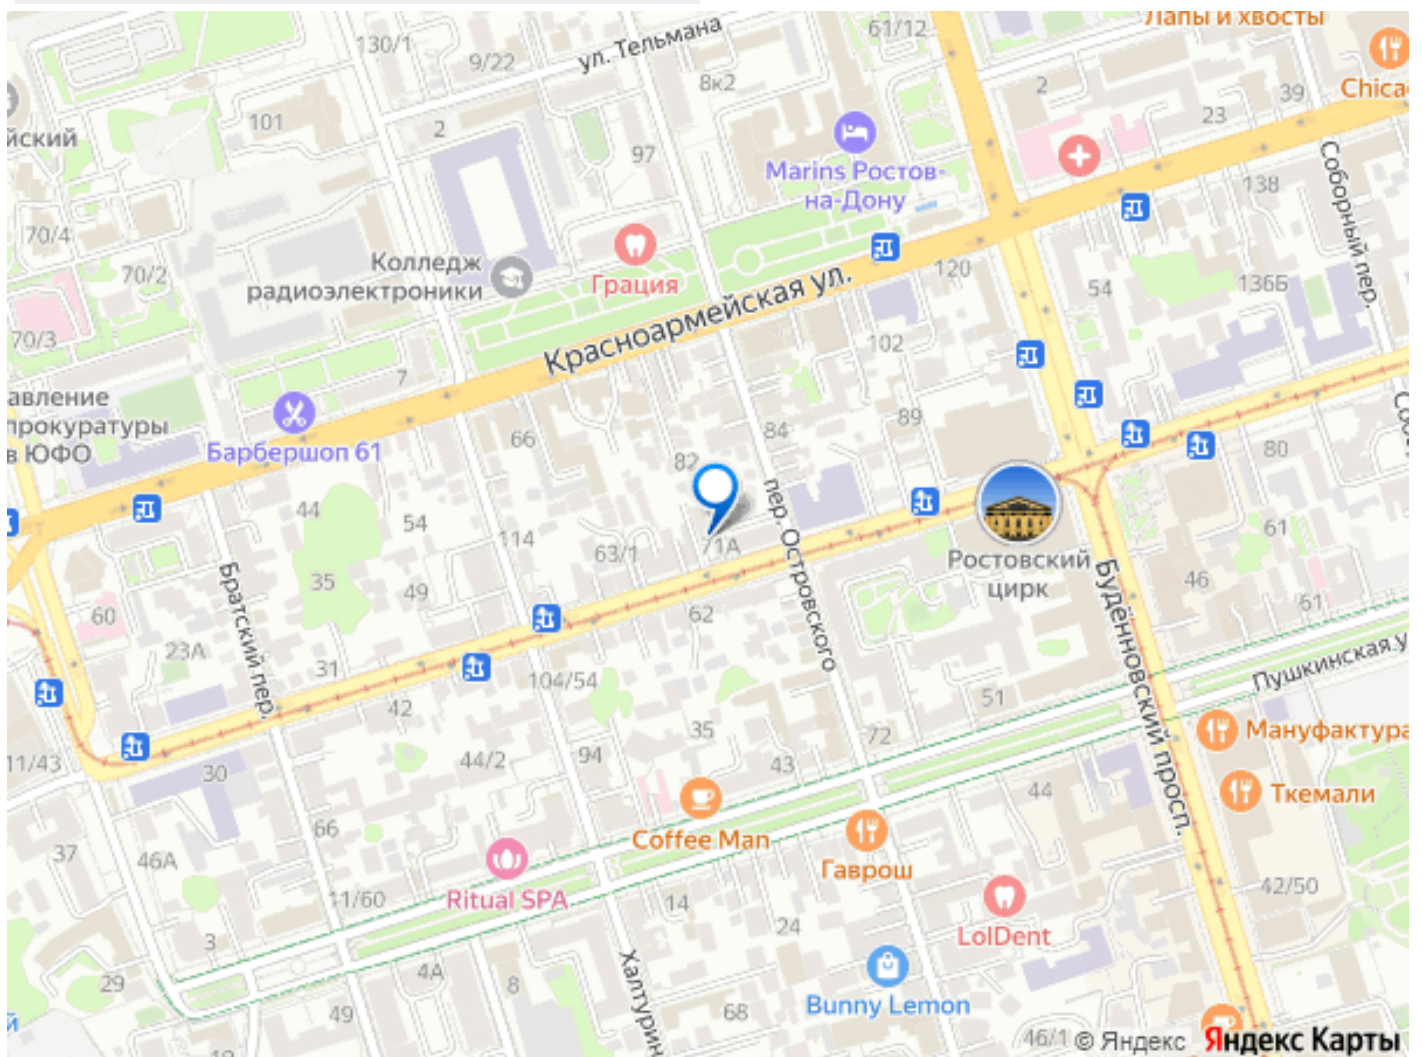 Лапы и хвосты
130/1
ул. Тельмана
61/12
9/22
8к2
2
39
Chica
101
2
23
йский
97
Marins Ростов-
на-Дону
138
Соборный пер.
70/4
70/2
Колледж
радиоэлектроники
Грация
Красноармейская ул.
120
54
136Б
70/3
102
7
авление
прокуратуры
в ЮФО
Барбершоп 61
66
84
89
82
80
44
54
114
63/1
71А
пер. Островского
61
Ростовский
цирк
35
49
46
61
60
Братский пер.
62
Будённовский просп.
23А
31
104/54
Пушкинская у
42
51
35
72
Мануфактура
11/43
30
44/2
94
43
44
Ткемали
66
Coffee Man
37
46А
Гаврош
11/60
Ritual SPA
42/50
14
24
LolDent
3
4А
29
8
Халтурин
Bunny Lemon
49
68
й
46/1
© Яндекс
Яндекс Карты